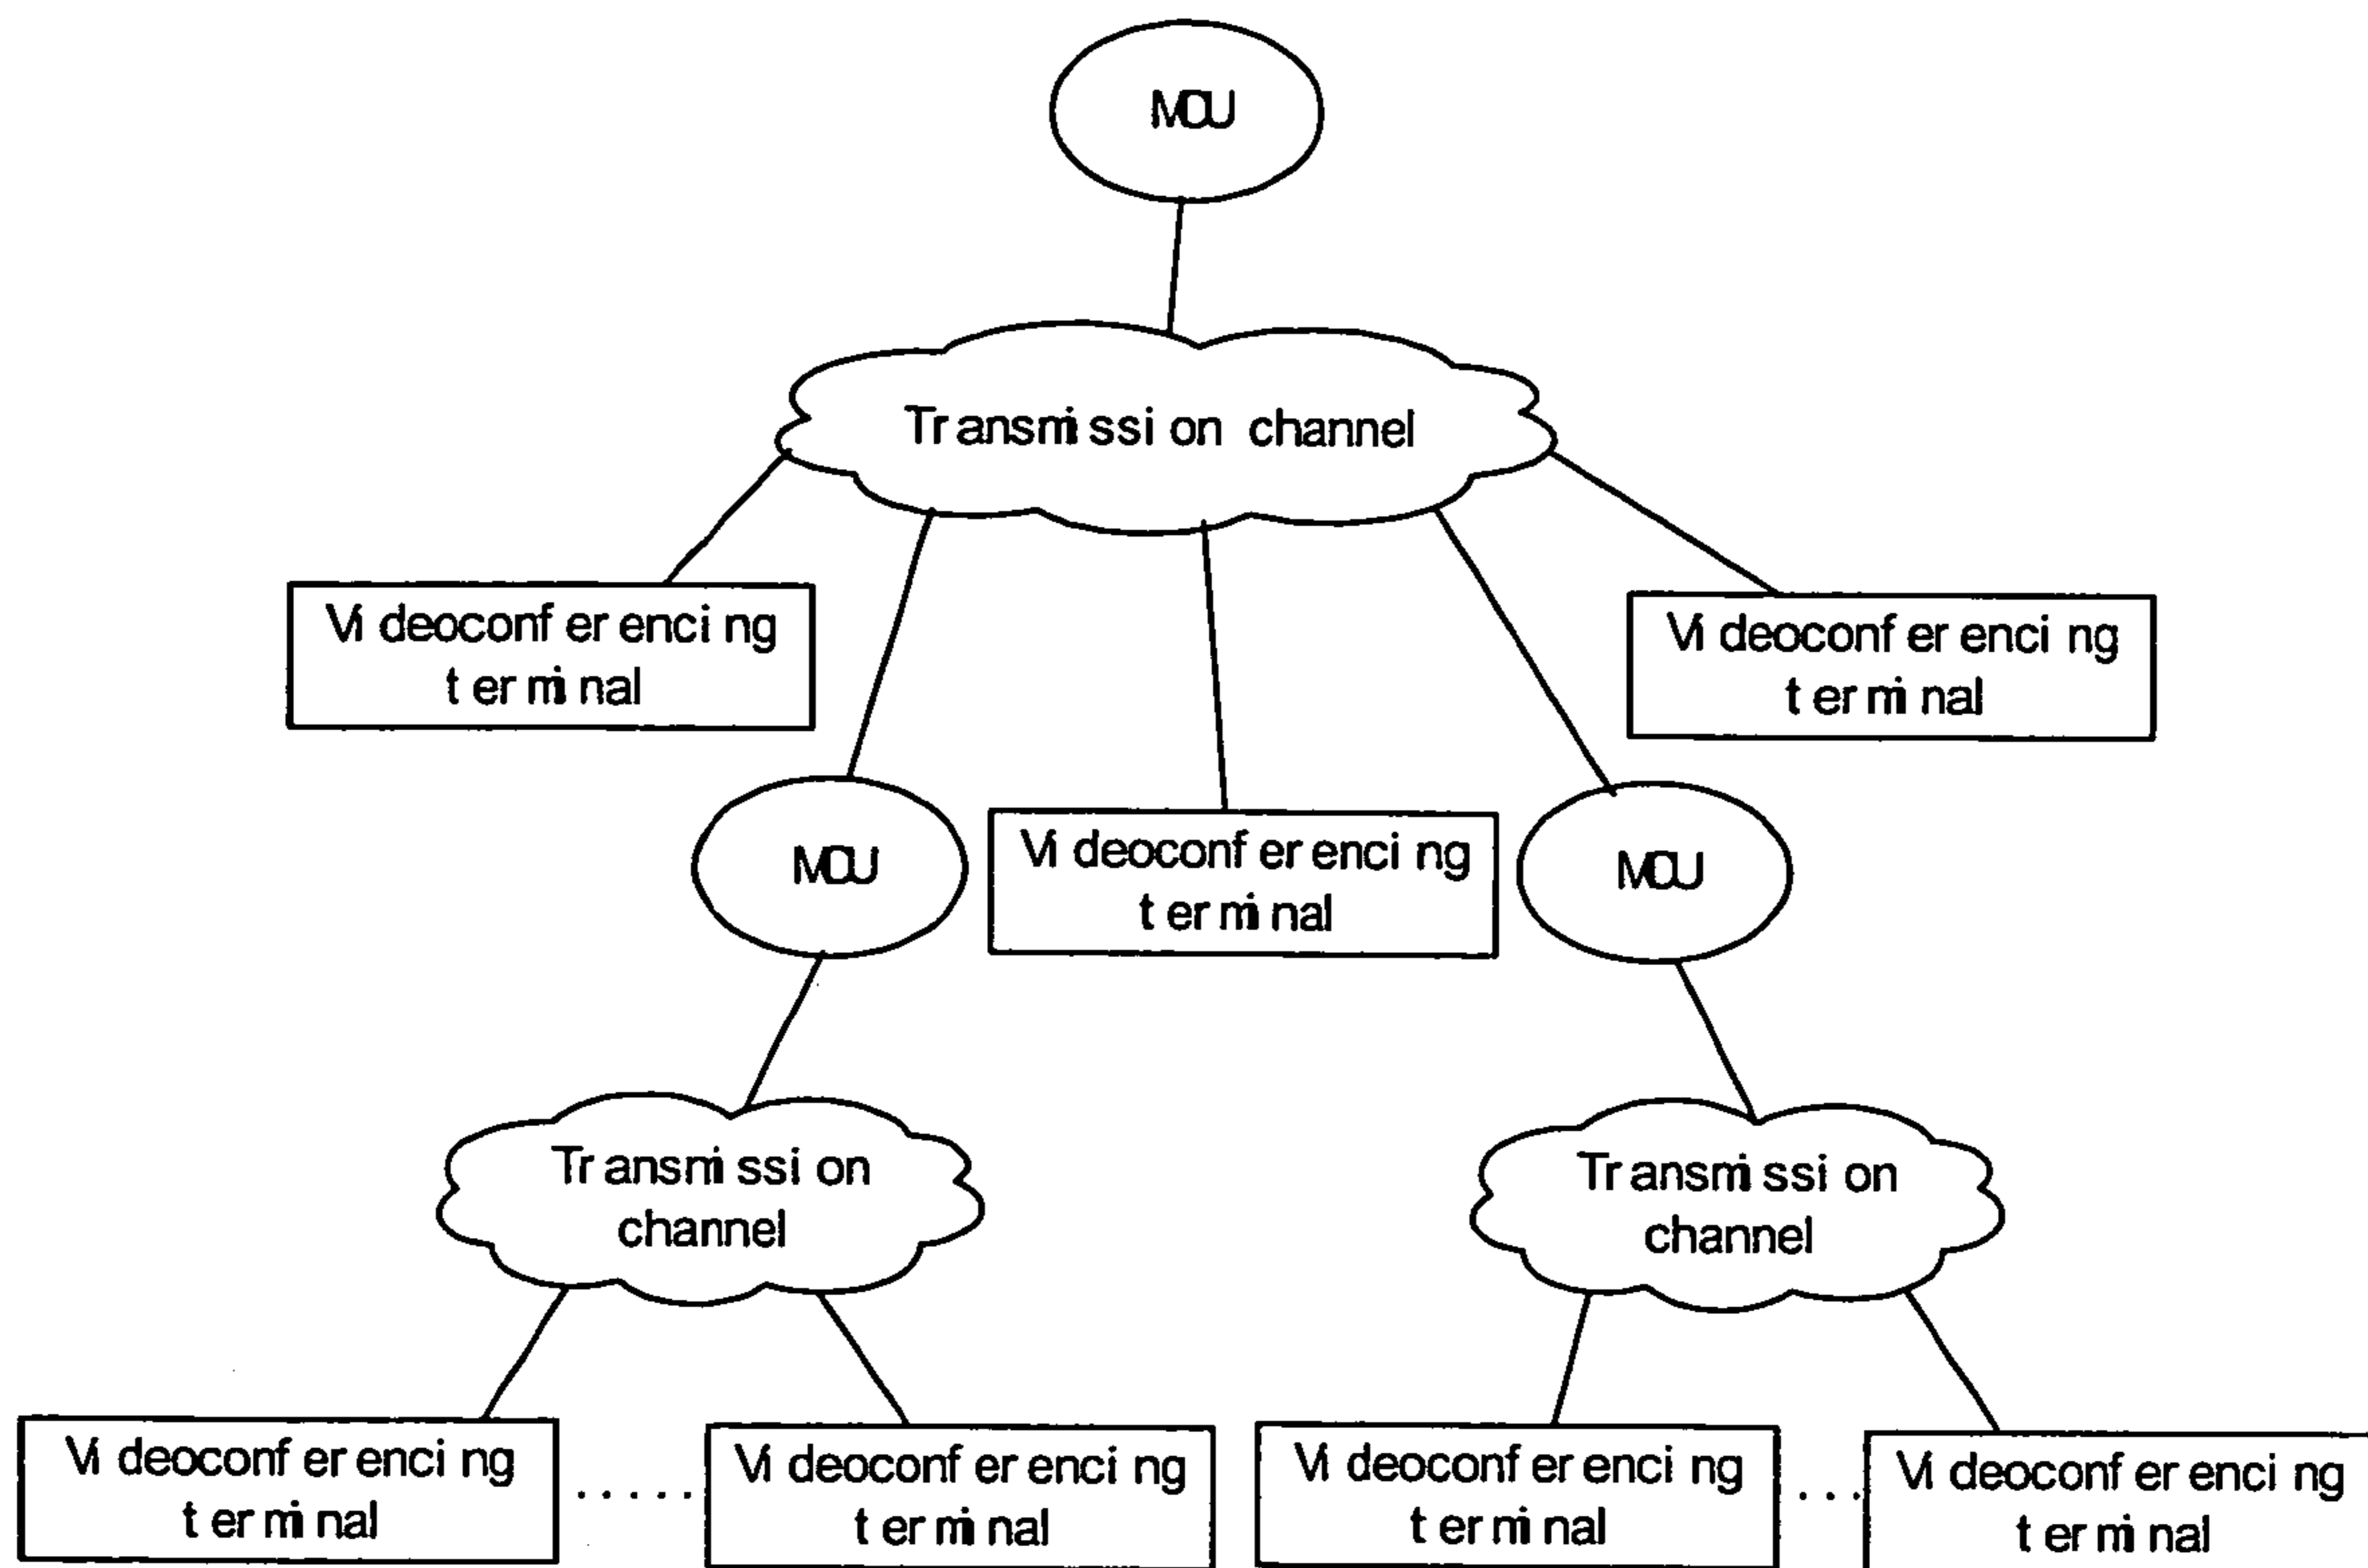 MCU
Transmission channel
Videoconferencing
terminal
Videoconferencing
terminal
MCU
Videoconferencing
terminal
MCU
Transmission
channel
Transmission
channel
Videoconferencing
terminal
.....
Videoconferencing
terminal
Videoconferencing
terminal
...
Videoconferencing
terminal